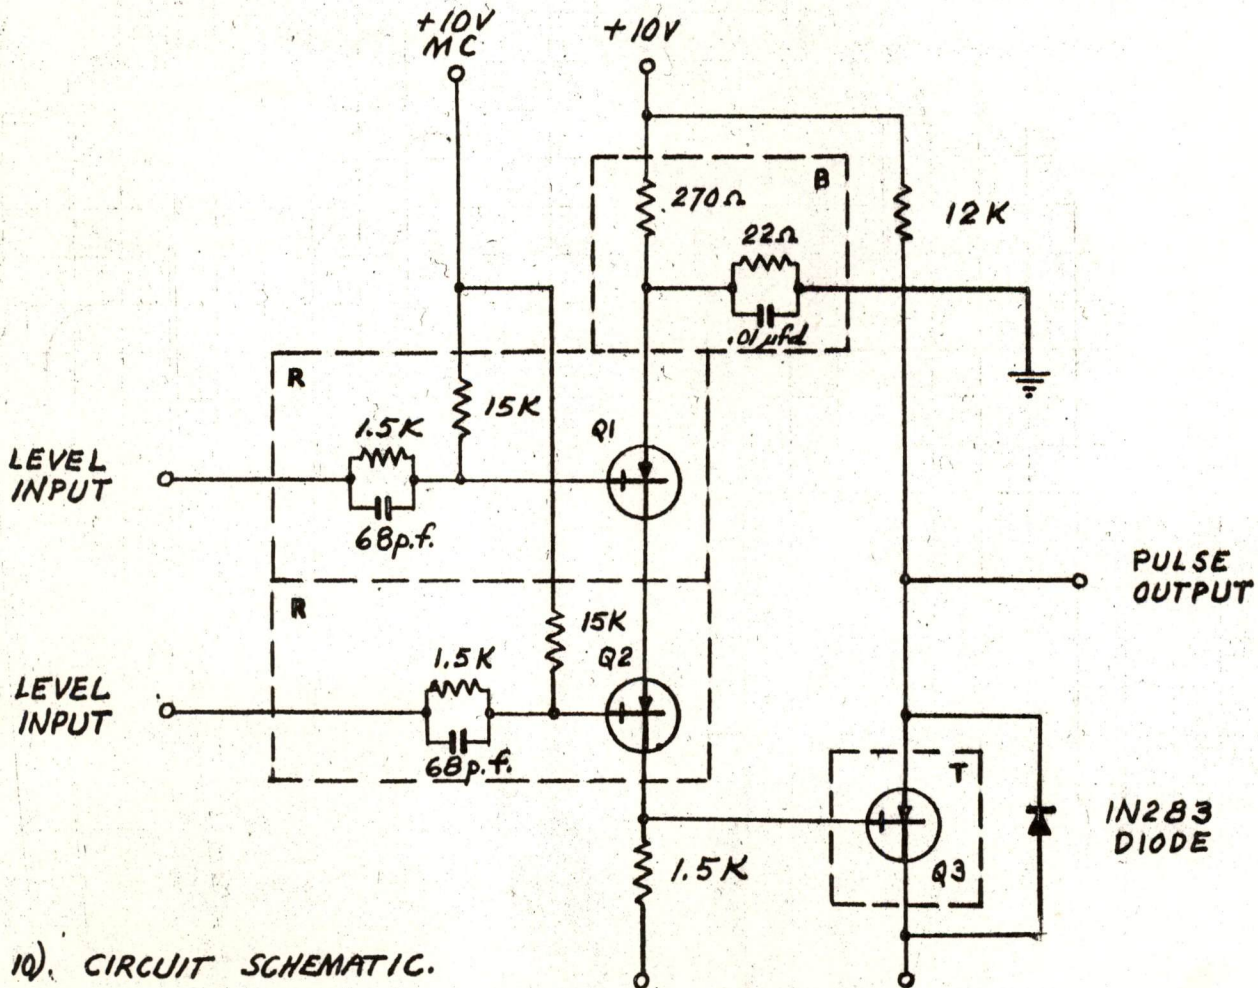 +10V
MC
+10V
B
270Ω
22Ω
.01μfd
12K
R
15K
Q1
1.5K
LEVEL
INPUT
68p.f.
PULSE
OUTPUT
R
15K
Q2
1.5K
LEVEL
INPUT
68p.f.
T
1N283
DIODE
1.5K
Q3
10). CIRCUIT SCHEMATIC.